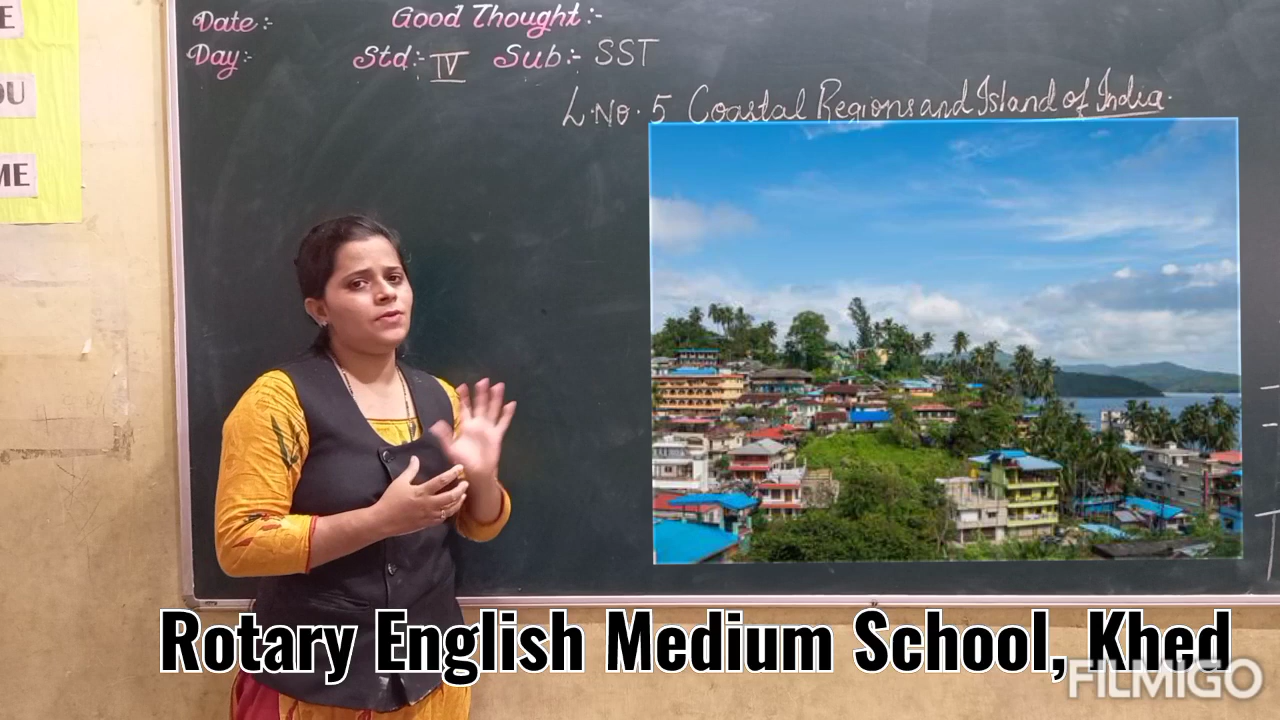 E
OU
ME
Date:-
Good Thought:-
Day:-
Std:- IV
Sub:- SST
L.No. 5 Coastal Regions and Island of India.
Rotary English Medium School, Khed
FILMIGO